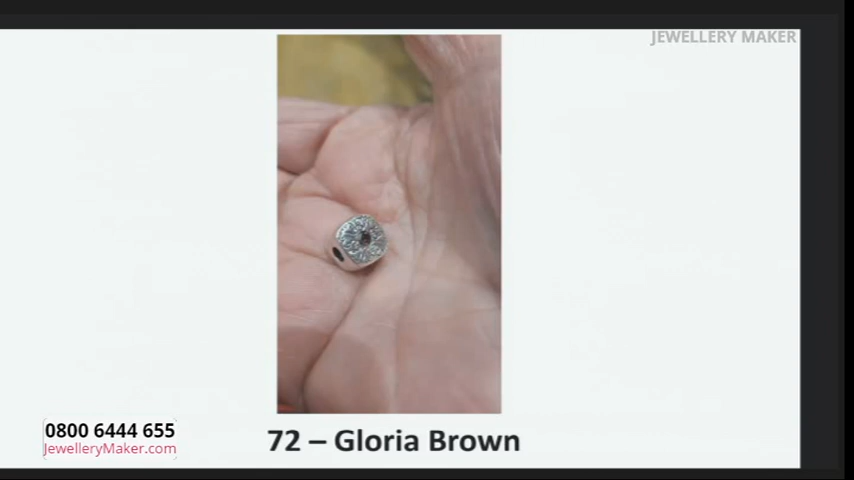 JEWELLERY MAKER
0800 6444 655
JewelleryMaker.com
72 – Gloria Brown